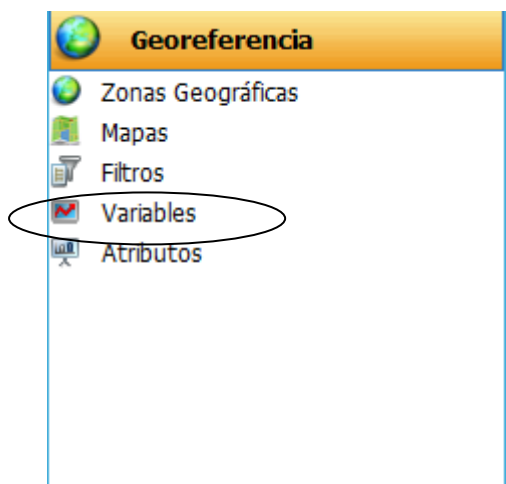 Georeferencia
Zonas Geográficas
Mapas
Filtros
Variables
Atributos